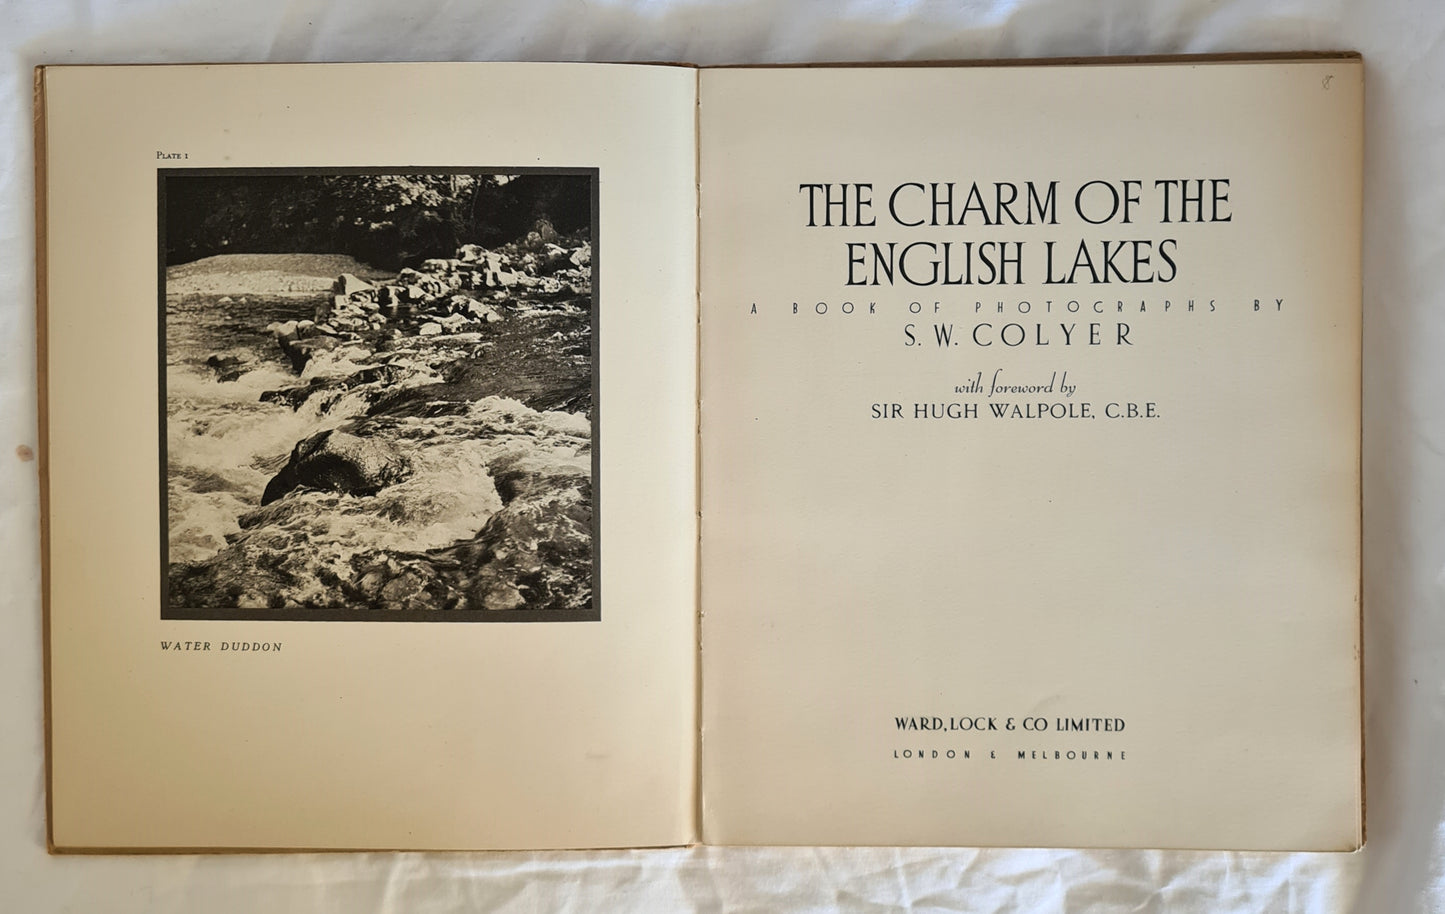 PLATE 1
WATER DUDDON
8
THE CHARM OF THE
ENGLISH LAKES
A BOOK OF PHOTOGRAPHS BY
S. W. COLYER
with foreword by
SIR HUGH WALPOLE, C.B.E.
WARD, LOCK & CO LIMITED
LONDON & MELBOURNE